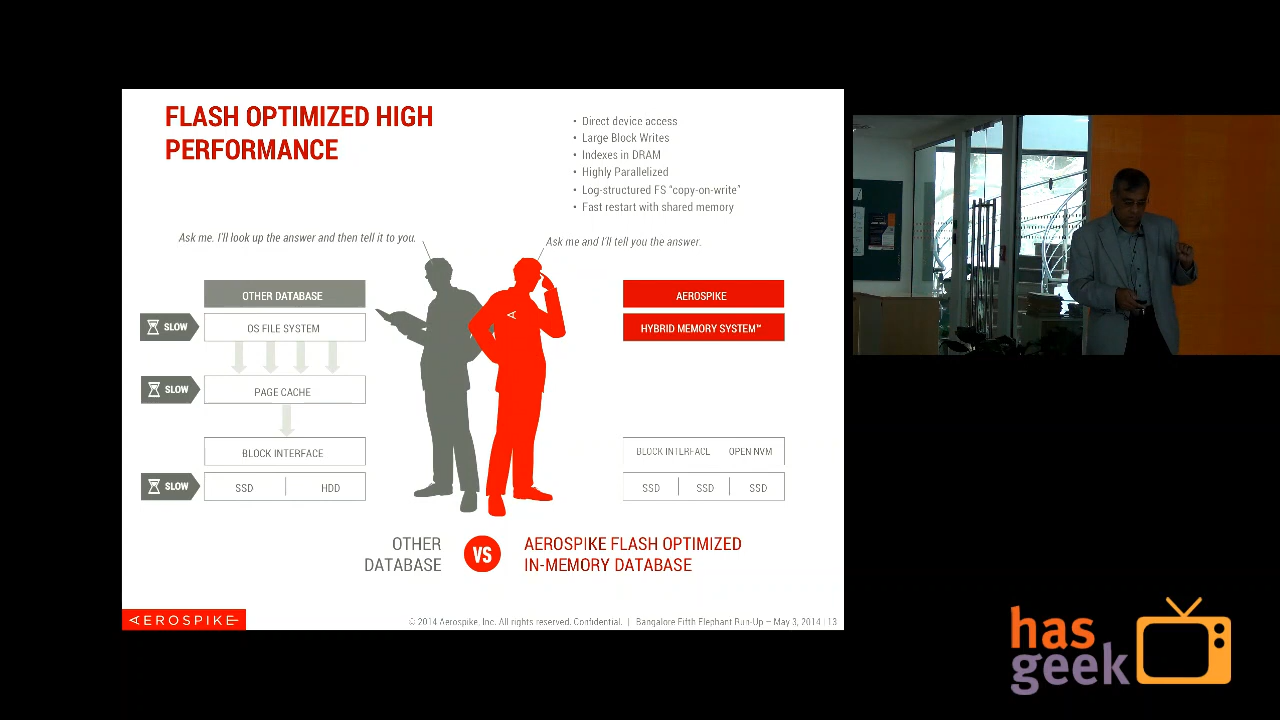 FLASH OPTIMIZED HIGH
PERFORMANCE
• Direct device access
• Large Block Writes
• Indexes in DRAM
• Highly Parallelized
• Log-structured FS “copy-on-write”
• Fast restart with shared memory
Ask me. I'll look up the answer and then tell it to you.
Ask me and I'll tell you the answer.
OTHER DATABASE
SLOW
OS FILE SYSTEM
SLOW
PAGE CACHE
BLOCK INTERFACE
SLOW
SSD
HDD
AEROSPIKE
HYBRID MEMORY SYSTEM™
BLOCK INTERFACE
OPEN NVM
SSD
SSD
SSD
OTHER
DATABASE
VS
AEROSPIKE FLASH OPTIMIZED
IN-MEMORY DATABASE
AEROSPIKE
© 2014 Aerospike, Inc. All rights reserved. Confidential. | Bangalore Fifth Elephant Run-Up – May 3, 2014 | 13
has
geek